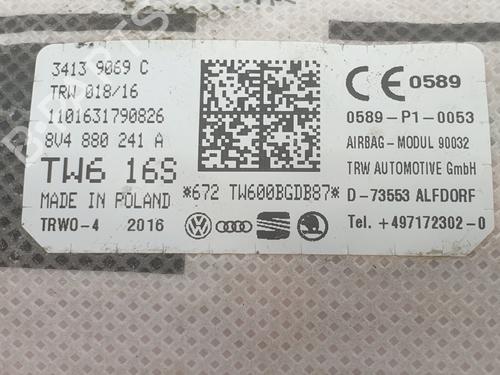 3413 9069 C
TRW 018/16
1101631790826
8V4 880 241 A
TW6 16S
MADE IN POLAND
TRWO-4 2016
*672 TW600BGDB87*
CE 0589
0589-P1-0053
AIRBAG-MODUL 90032
TRW AUTOMOTIVE GmbH
D-73553 ALFDORF
Tel. +497172302-0